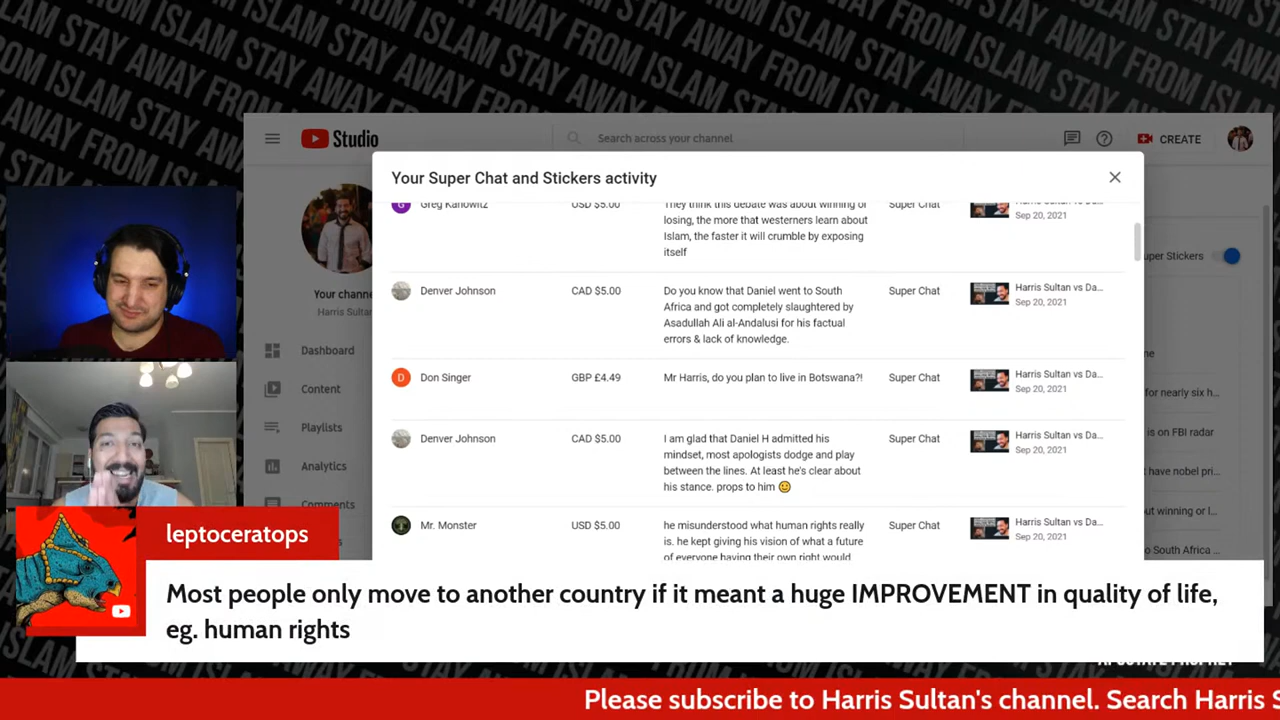 STAY AWAY FROM ISLAM STAY AWAY FROM ISLAM STAY AWAY FROM ISLAM
Studio
Search across your channel
CREATE
Your Super Chat and Stickers activity
Greg Kanowitz
USD $5.00
They think this debate was about winning or
losing, the more that westerners learn about
Islam, the faster it will crumble by exposing
itself
Super Chat
Sep 20, 2021
Denver Johnson
CAD $5.00
Do you know that Daniel went to South
Africa and got completely slaughtered by
Asadullah Ali al-Andalusi for his factual
errors & lack of knowledge.
Super Chat
Harris Sultan vs Da...
Sep 20, 2021
Don Singer
GBP £4.49
Mr Harris, do you plan to live in Botswana?!
Super Chat
Harris Sultan vs Da...
Sep 20, 2021
Denver Johnson
CAD $5.00
I am glad that Daniel H admitted his
mindset, most apologists dodge and play
between the lines. At least he's clear about
his stance. props to him
Super Chat
Harris Sultan vs Da...
Sep 20, 2021
Mr. Monster
USD $5.00
he misunderstood what human rights really
is. he kept giving his vision of what a future
of everyone having their own right would
Super Chat
Harris Sultan vs Da...
Sep 20, 2021
Your chann
Harris Sultar
Dashboard
Content
Playlists
Analytics
Comments
uper Stickers
ne
for nearly six h...
is on FBI radar
have nobel pri...
ut winning or l...
o South Africa ...
leptoceratops
Most people only move to another country if it meant a huge IMPROVEMENT in quality of life,
eg. human rights
Please subscribe to Harris Sultan's channel. Search Harris S